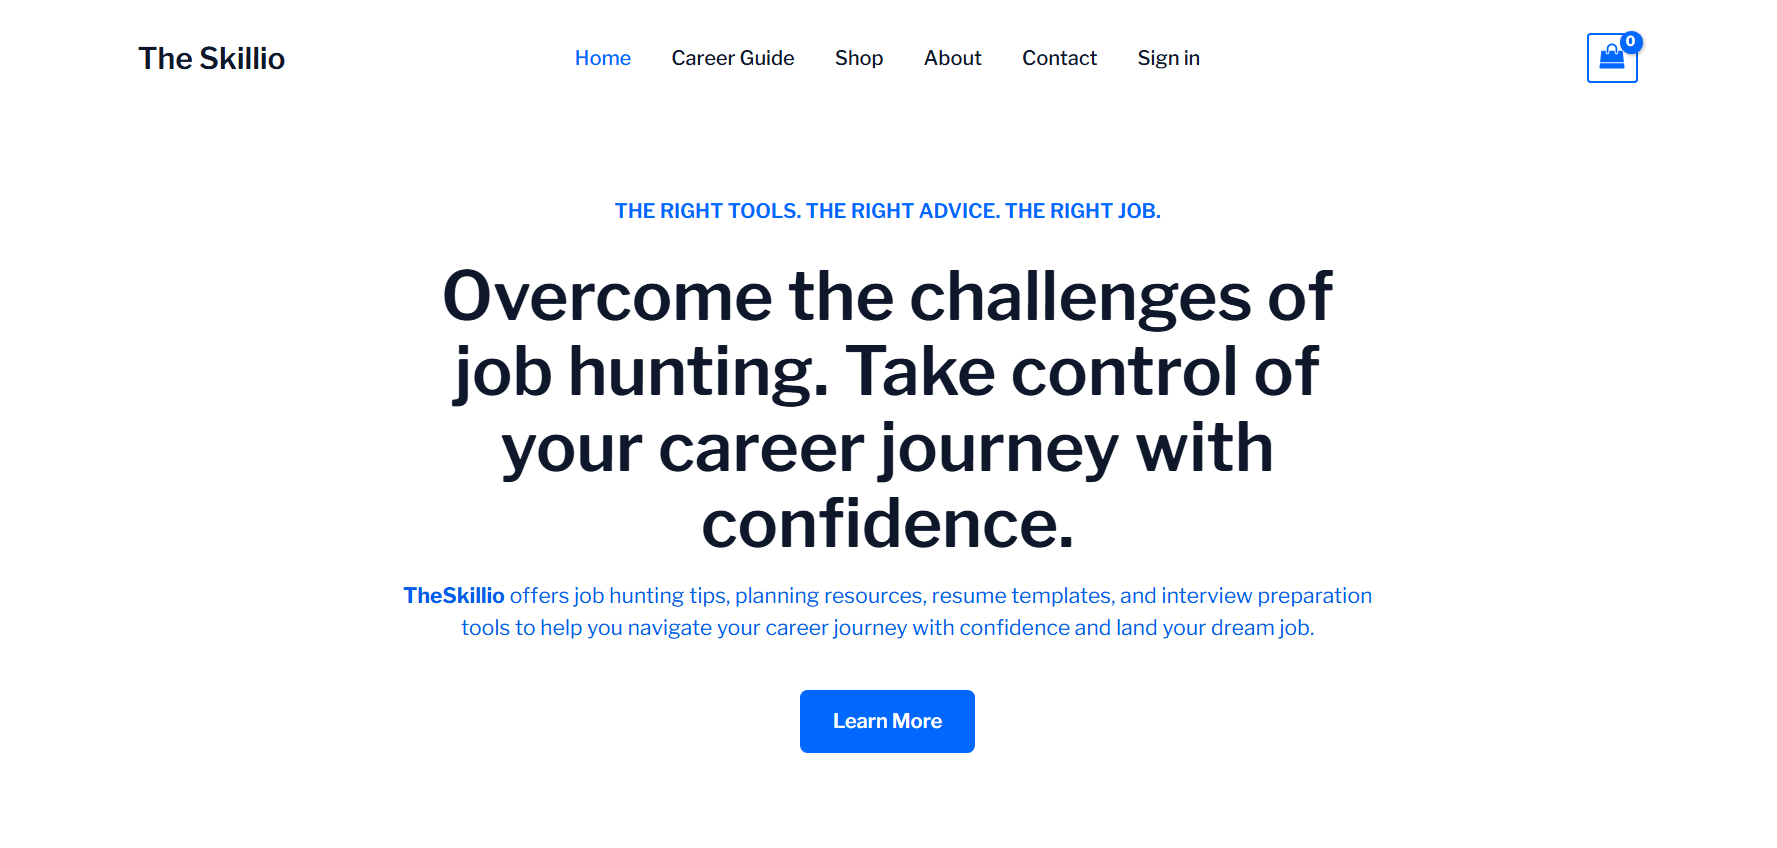 The Skillio
Home Career Guide Shop About Contact Sign in
0
THE RIGHT TOOLS. THE RIGHT ADVICE. THE RIGHT JOB.
Overcome the challenges of
job hunting. Take control of
your career journey with
confidence.
TheSkillio offers job hunting tips, planning resources, resume templates, and interview preparation
tools to help you navigate your career journey with confidence and land your dream job.
Learn More